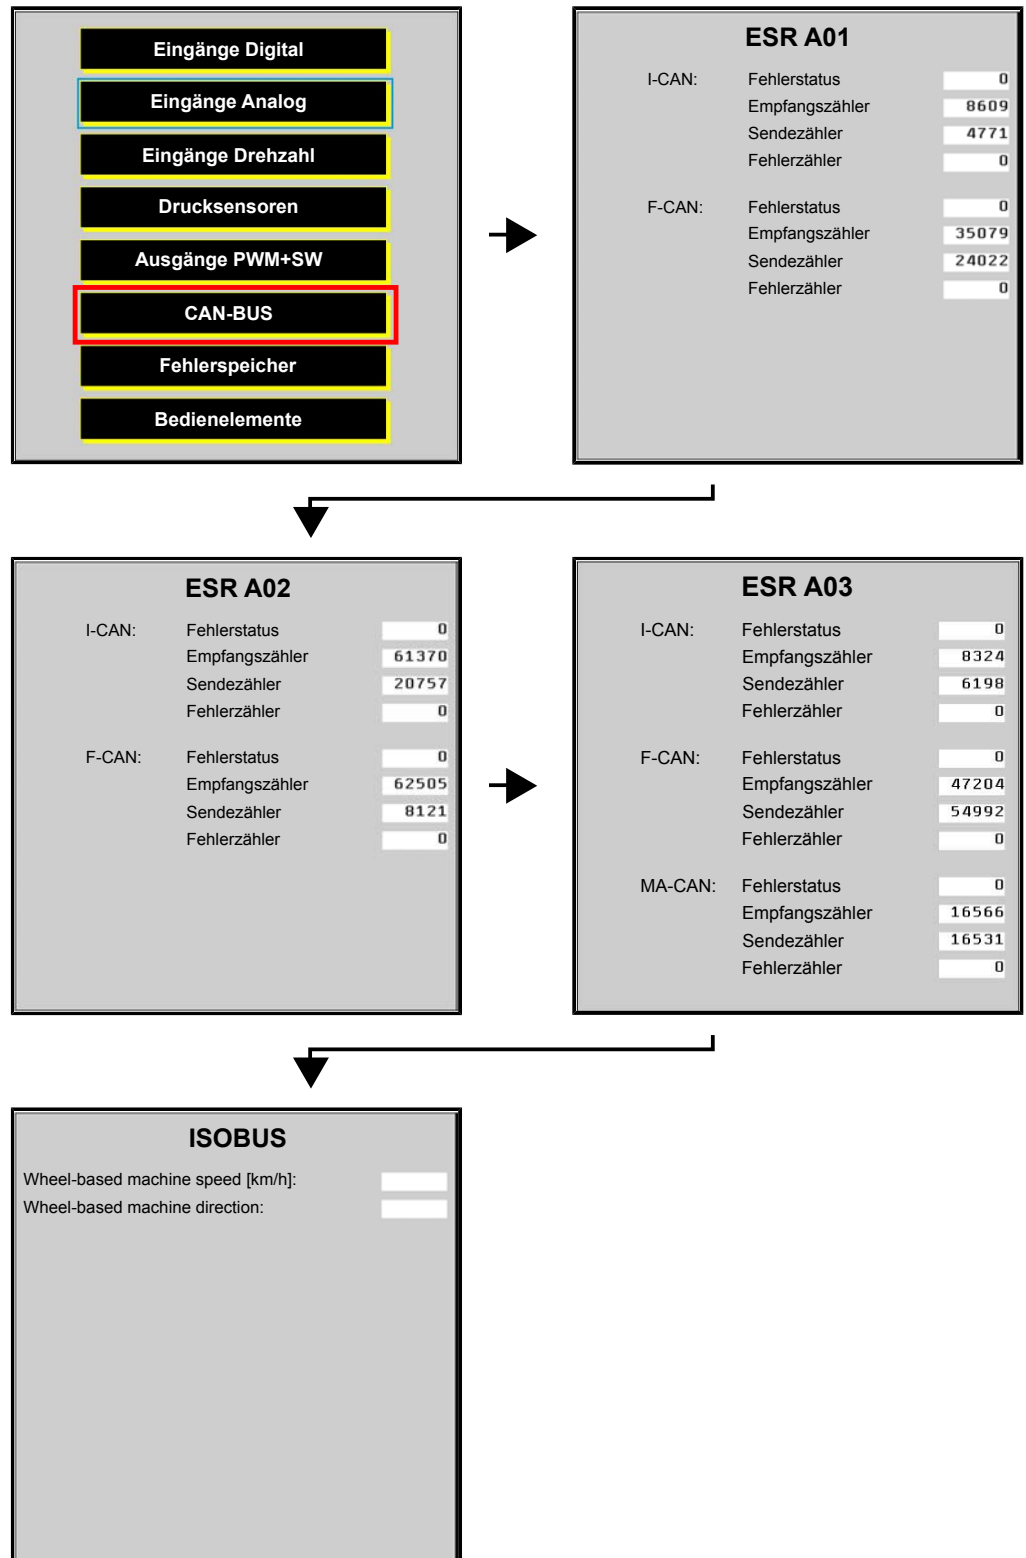 Eingänge Digital
Eingänge Analog
Eingänge Drehzahl
Drucksensoren
Ausgänge PWM+SW
CAN-BUS
Fehlerspeicher
Bedienelemente
ESR A01
I-CAN: Fehlerstatus 0
Empfangszähler 8609
Sendezähler 4771
Fehlerzähler 0
F-CAN: Fehlerstatus 0
Empfangszähler 35079
Sendezähler 24022
Fehlerzähler 0
ESR A02
I-CAN: Fehlerstatus 0
Empfangszähler 61370
Sendezähler 20757
Fehlerzähler 0
F-CAN: Fehlerstatus 0
Empfangszähler 62505
Sendezähler 8121
Fehlerzähler 0
ESR A03
I-CAN: Fehlerstatus 0
Empfangszähler 8324
Sendezähler 6198
Fehlerzähler 0
F-CAN: Fehlerstatus 0
Empfangszähler 47204
Sendezähler 54992
Fehlerzähler 0
MA-CAN: Fehlerstatus 0
Empfangszähler 16566
Sendezähler 16531
Fehlerzähler 0
ISOBUS
Wheel-based machine speed [km/h]:
Wheel-based machine direction: